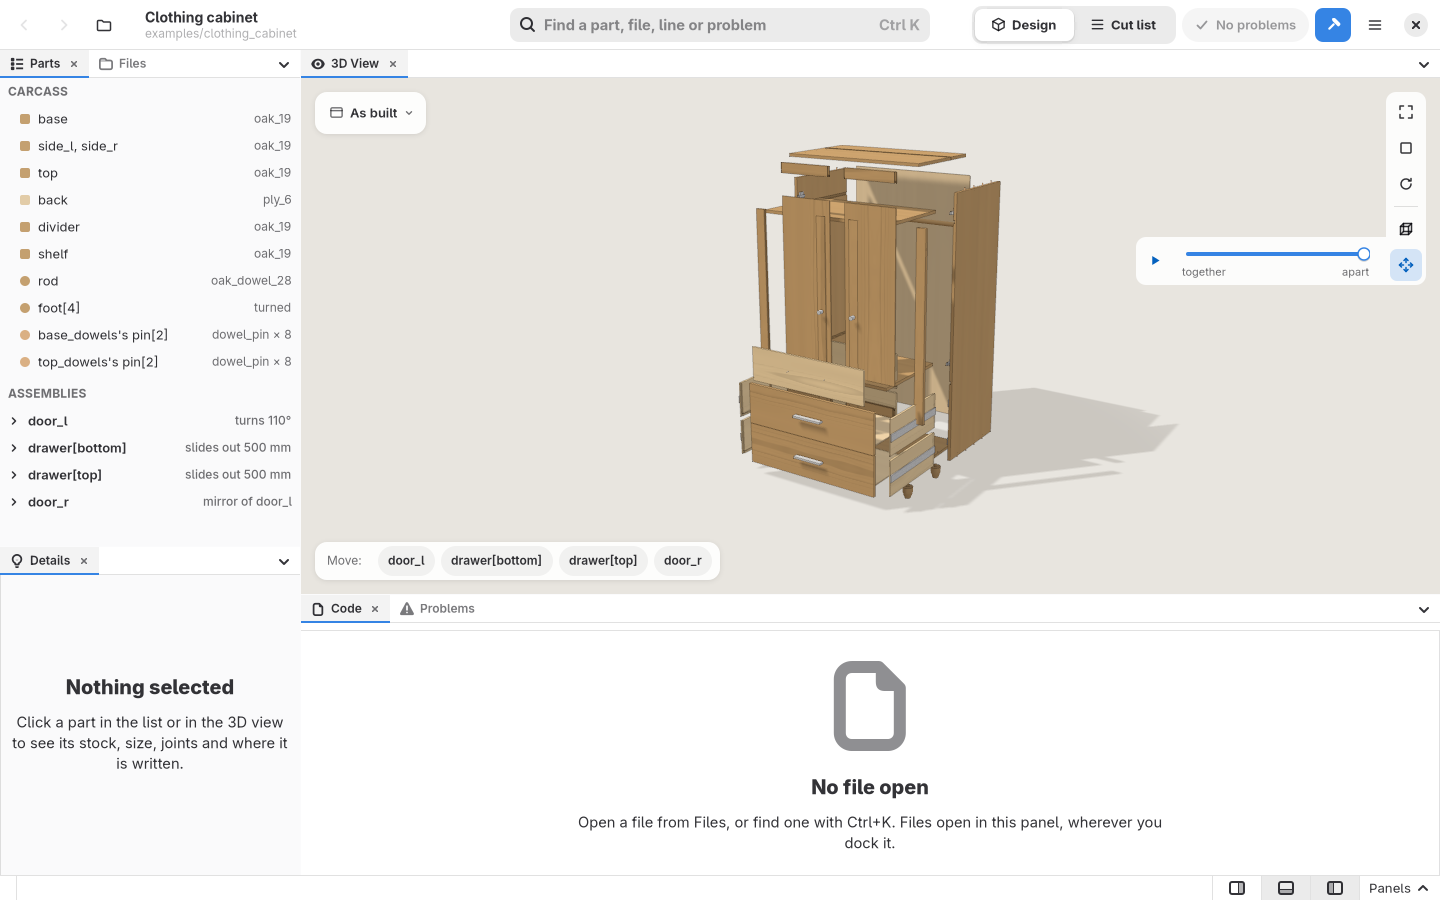 Clothing cabinet
examples/clothing_cabinet
Find a part, file, line or problem
Ctrl K
Design
Cut list
No problems
Parts
Files
3D View
CARCASS
base oak_19
side_l, side_r oak_19
top oak_19
back ply_6
divider oak_19
shelf oak_19
rod oak_dowel_28
foot[4] turned
base_dowels's pin[2] dowel_pin × 8
top_dowels's pin[2] dowel_pin × 8
ASSEMBLIES
door_l turns 110°
drawer[bottom] slides out 500 mm
drawer[top] slides out 500 mm
door_r mirror of door_l
As built
together apart
Move: door_l drawer[bottom] drawer[top] door_r
Details
Nothing selected
Click a part in the list or in the 3D view
to see its stock, size, joints and where it
is written.
Code
Problems
No file open
Open a file from Files, or find one with Ctrl+K. Files open in this panel, wherever you
dock it.
Panels